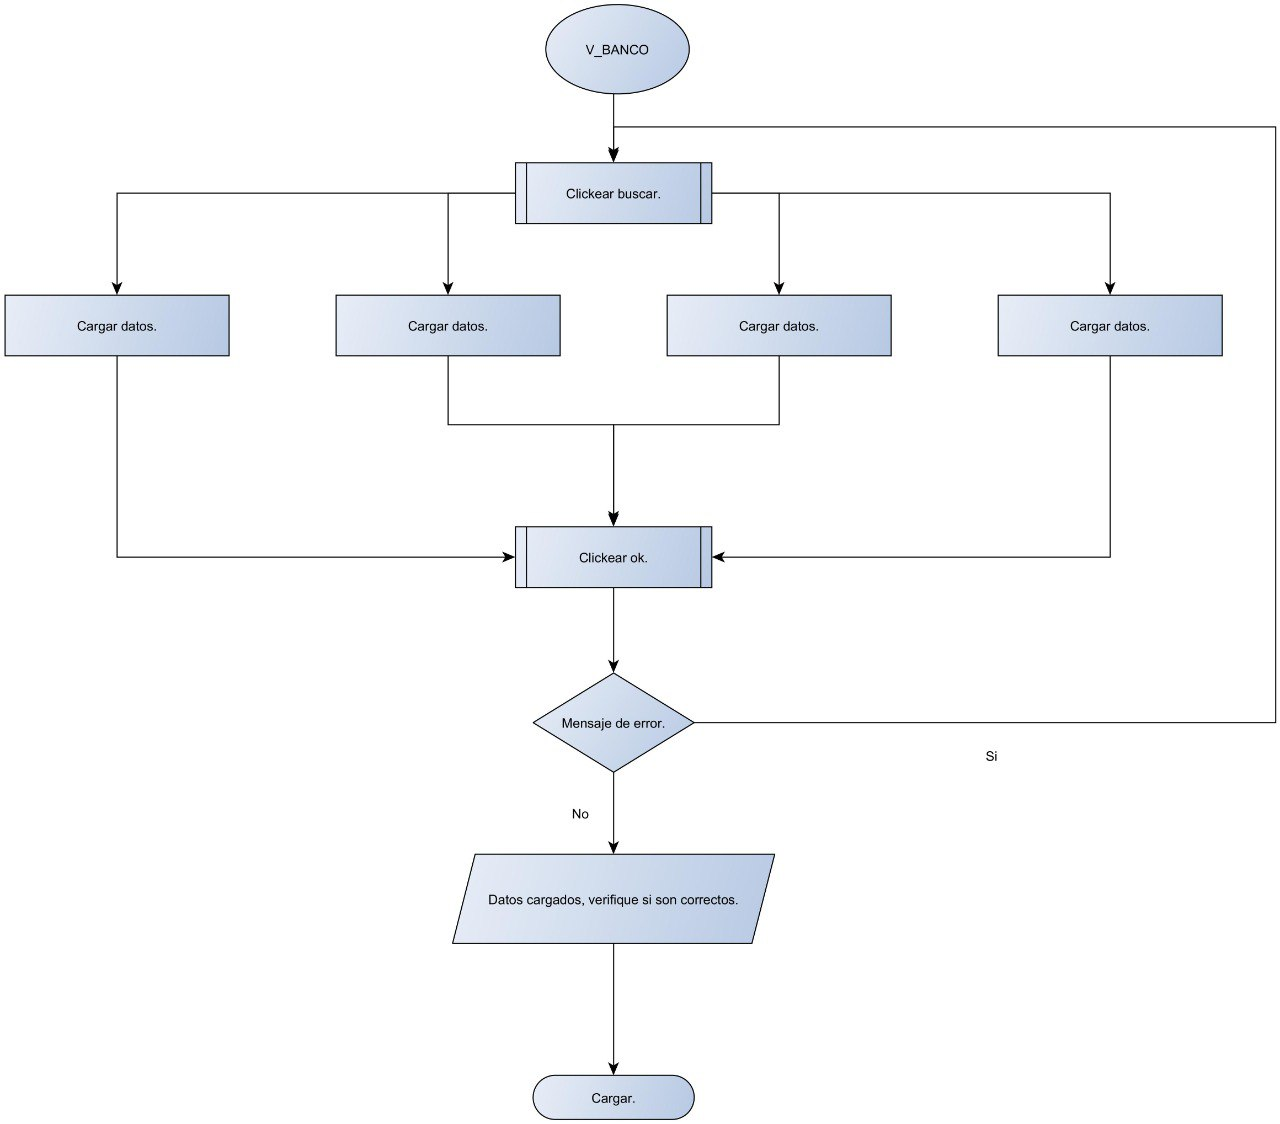 V_BANCO
Clickear buscar.
Cargar datos.
Cargar datos.
Cargar datos.
Cargar datos.
Clickear ok.
Mensaje de error.
Si
No
Datos cargados, verifique si son correctos.
Cargar.